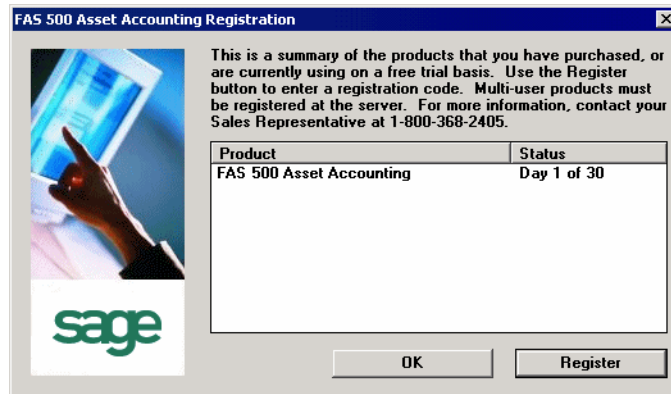 FAS 500 Asset Accounting Registration
This is a summary of the products that you have purchased, or
are currently using on a free trial basis. Use the Register
button to enter a registration code. Multi-user products must
be registered at the server. For more information, contact your
Sales Representative at 1-800-368-2405.
Product Status
FAS 500 Asset Accounting Day 1 of 30
sage
OK Register